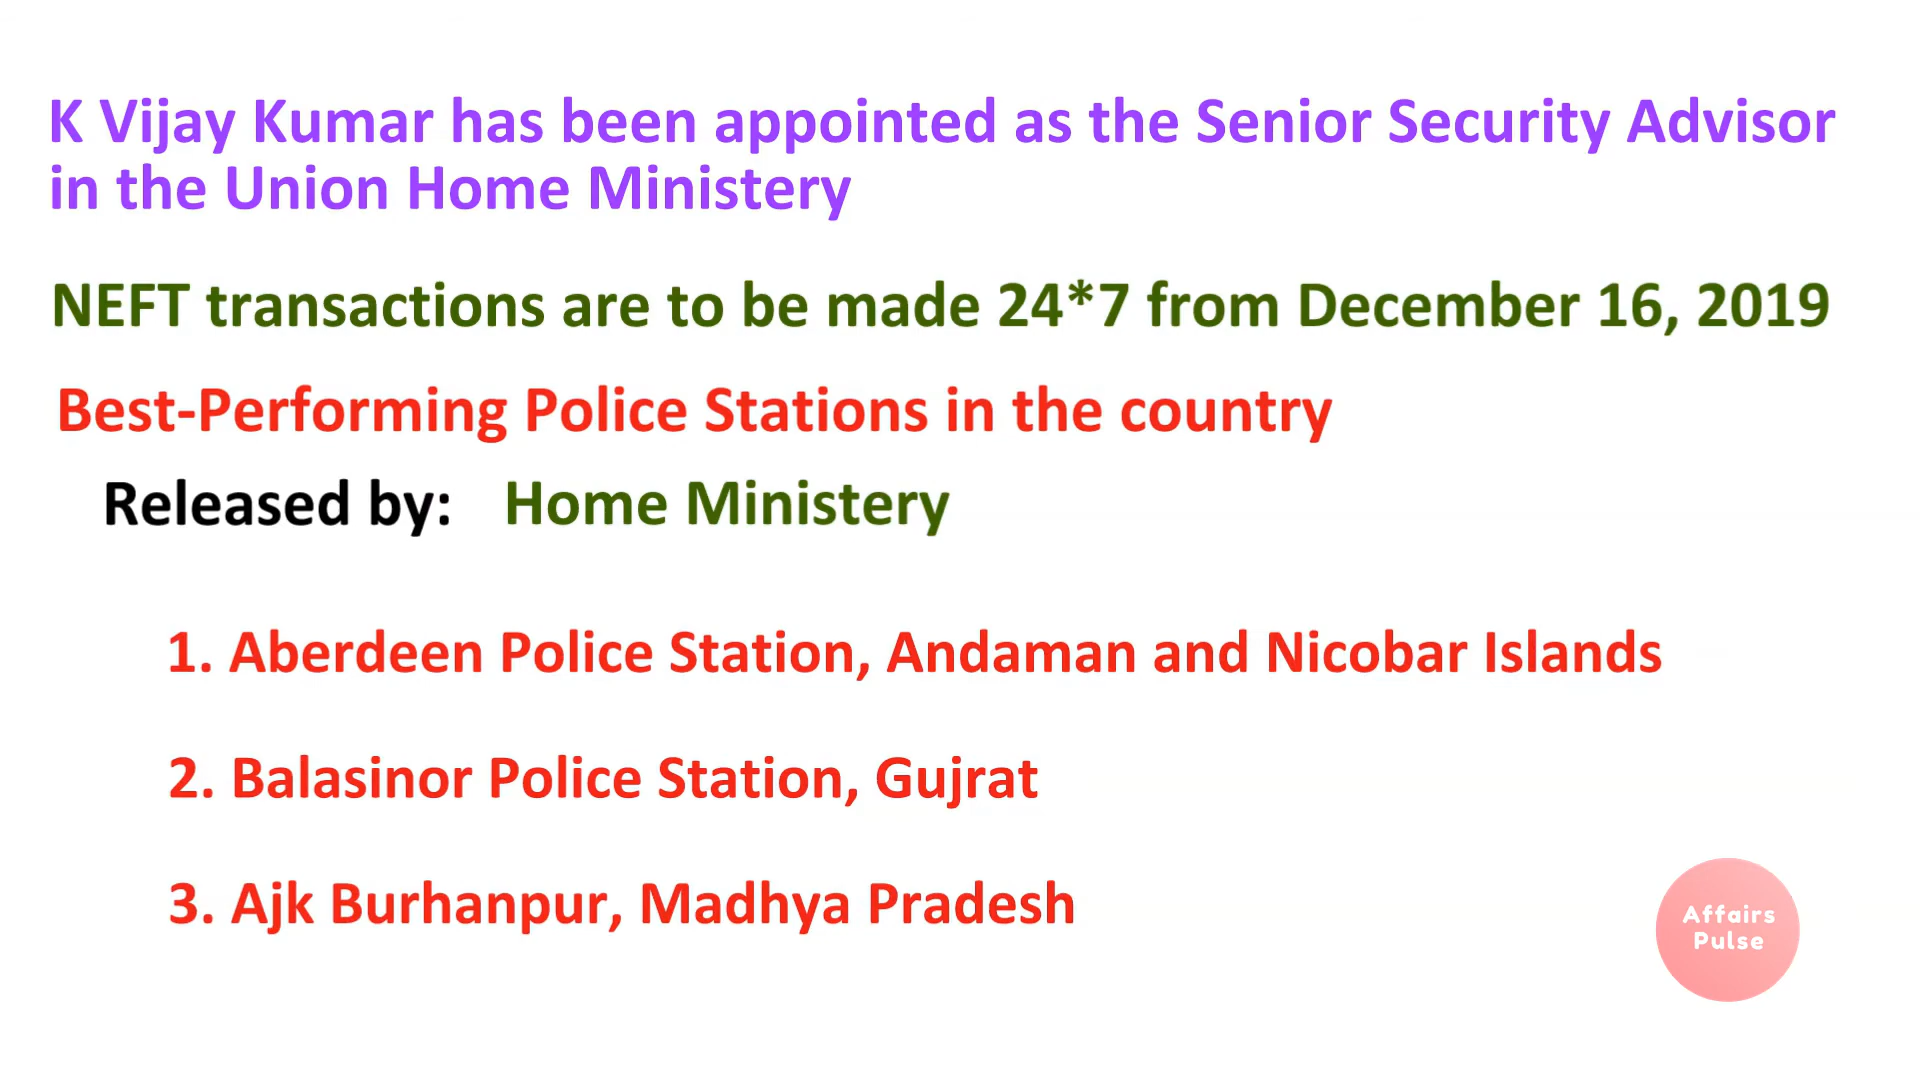 K Vijay Kumar has been appointed as the Senior Security Advisor
in the Union Home Ministery
NEFT transactions are to be made 24*7 from December 16, 2019
Best-Performing Police Stations in the country
Released by: Home Ministery
1. Aberdeen Police Station, Andaman and Nicobar Islands
2. Balasinor Police Station, Gujrat
3. Ajk Burhanpur, Madhya Pradesh
Affairs
Pulse